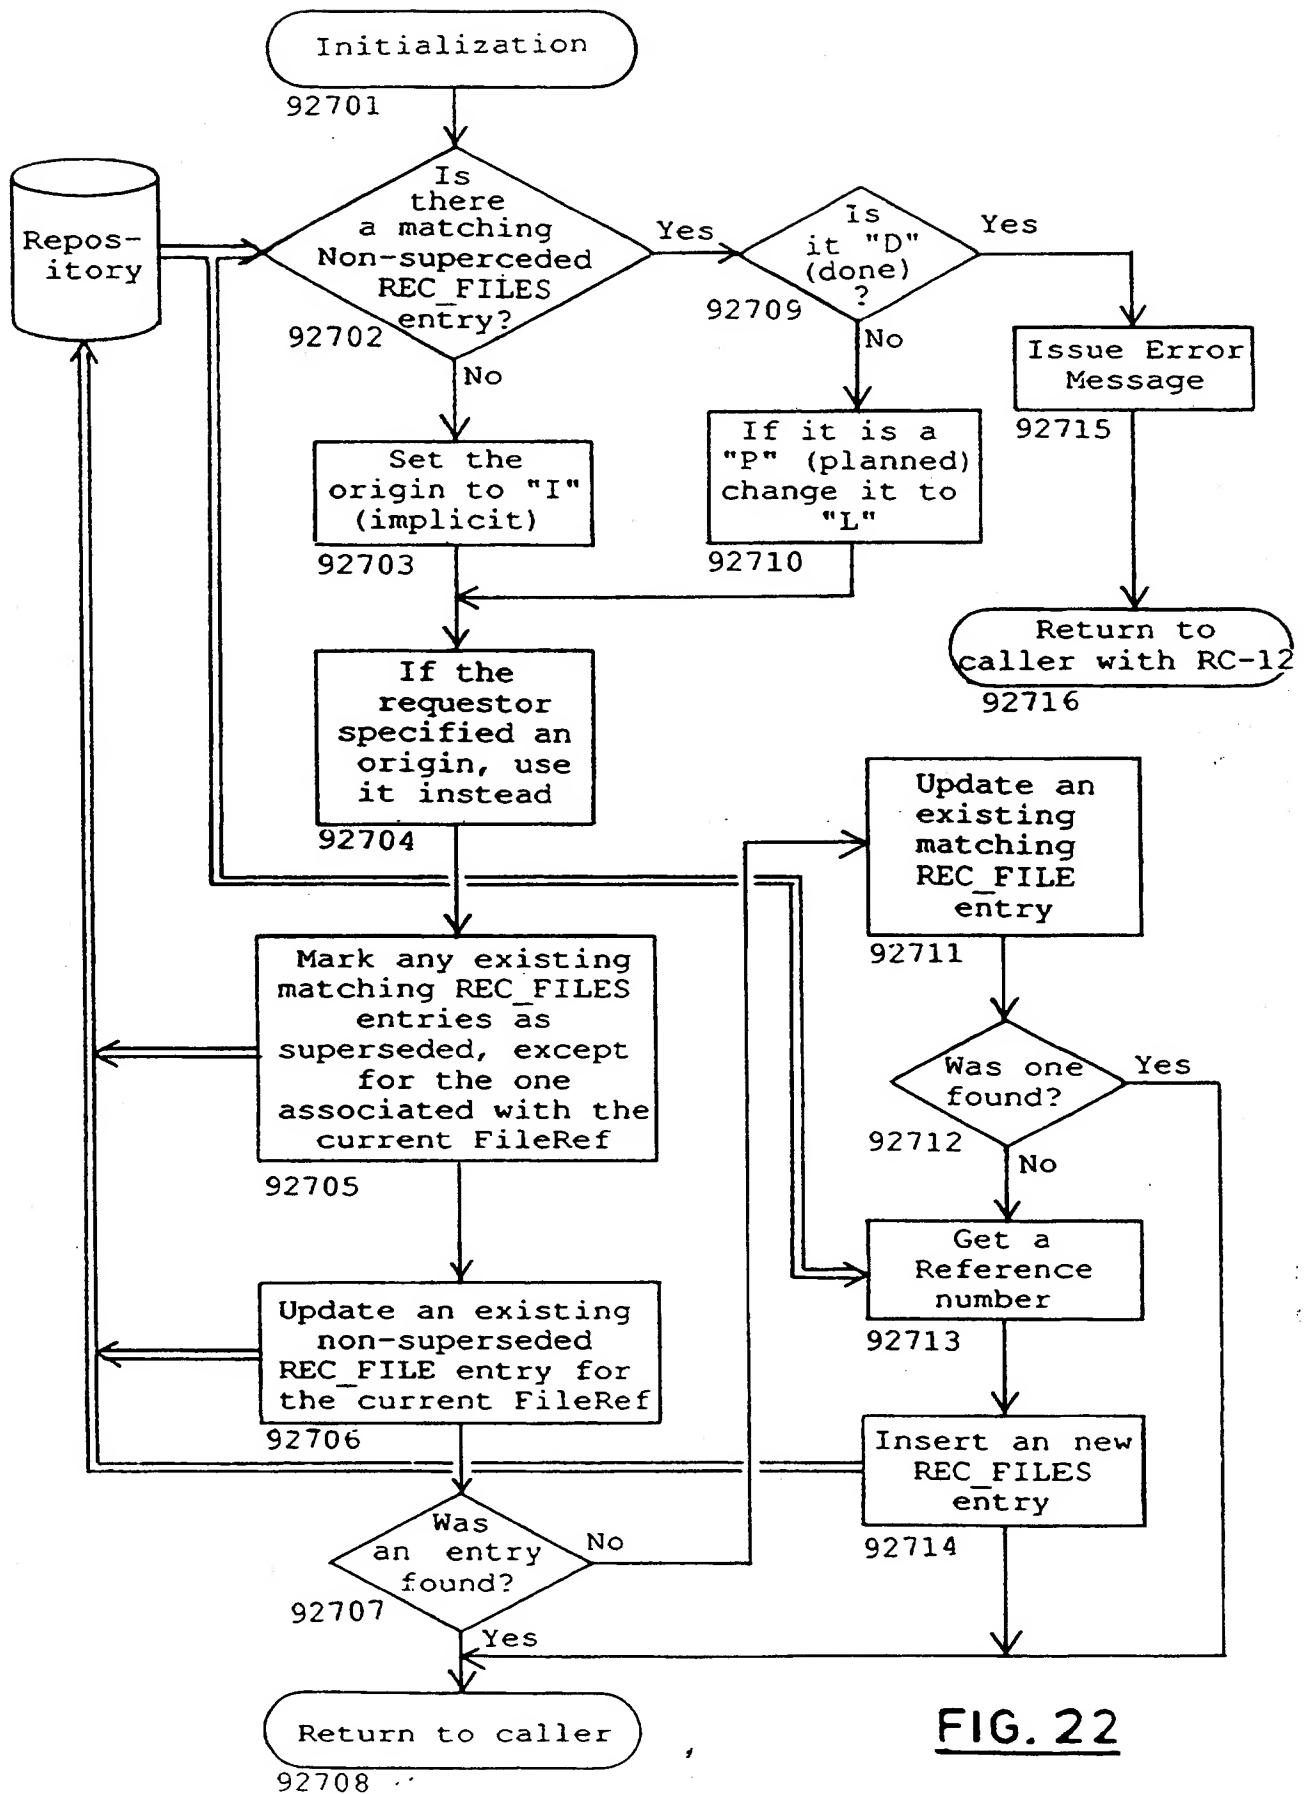 Initialization
92701
Repos-
itory
Is
there
a matching
Non-superceded
REC_FILES
entry?
92702
Yes
No
Is
it "D"
(done)
?
92709
Yes
No
Issue Error
Message
92715
Set the
origin to "I"
(implicit)
92703
If it is a
"P" (planned)
change it to
"L"
92710
Return to
caller with RC-12
92716
If the
requestor
specified an
origin, use
it instead
92704
Update an
existing
matching
REC_FILE
entry
92711
Mark any existing
matching REC_FILES
entries as
superseded, except
for the one
associated with the
current FileRef
92705
Was one
found?
92712
Yes
No
Get a
Reference
number
92713
Update an existing
non-superseded
REC_FILE entry for
the current FileRef
92706
Insert an new
REC_FILES
entry
92714
Was
an entry
found?
92707
No
Yes
Return to caller
92708
FIG. 22